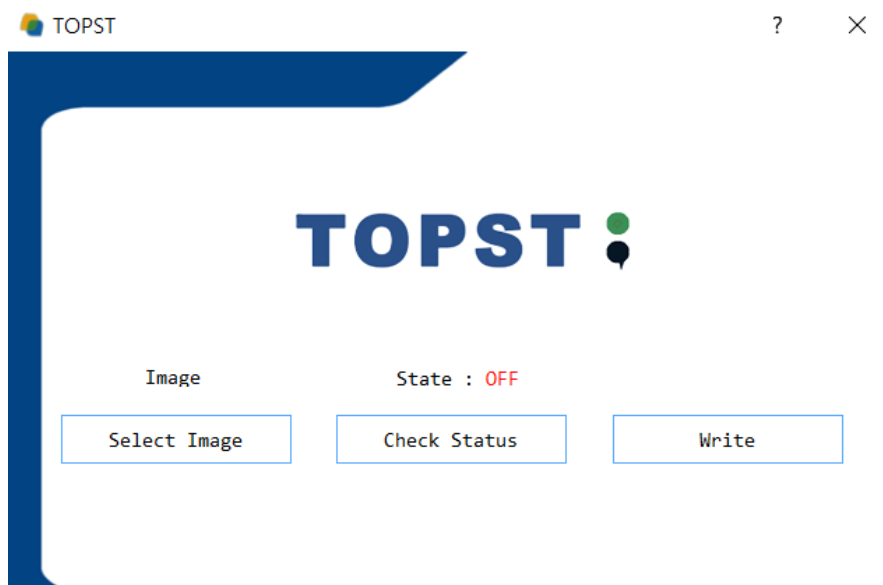 TOPST ?
TOPST
Image State : OFF
Select Image Check Status Write